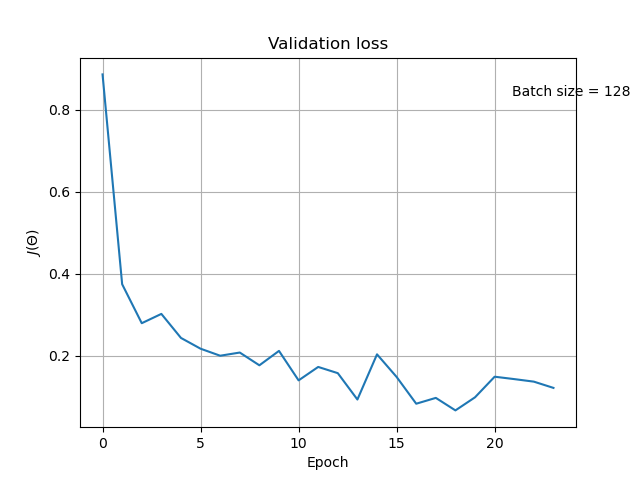 Validation loss
Batch size = 128
0.8
0.6
0.4
0.2
J(Θ)
0 5 10 15 20
Epoch